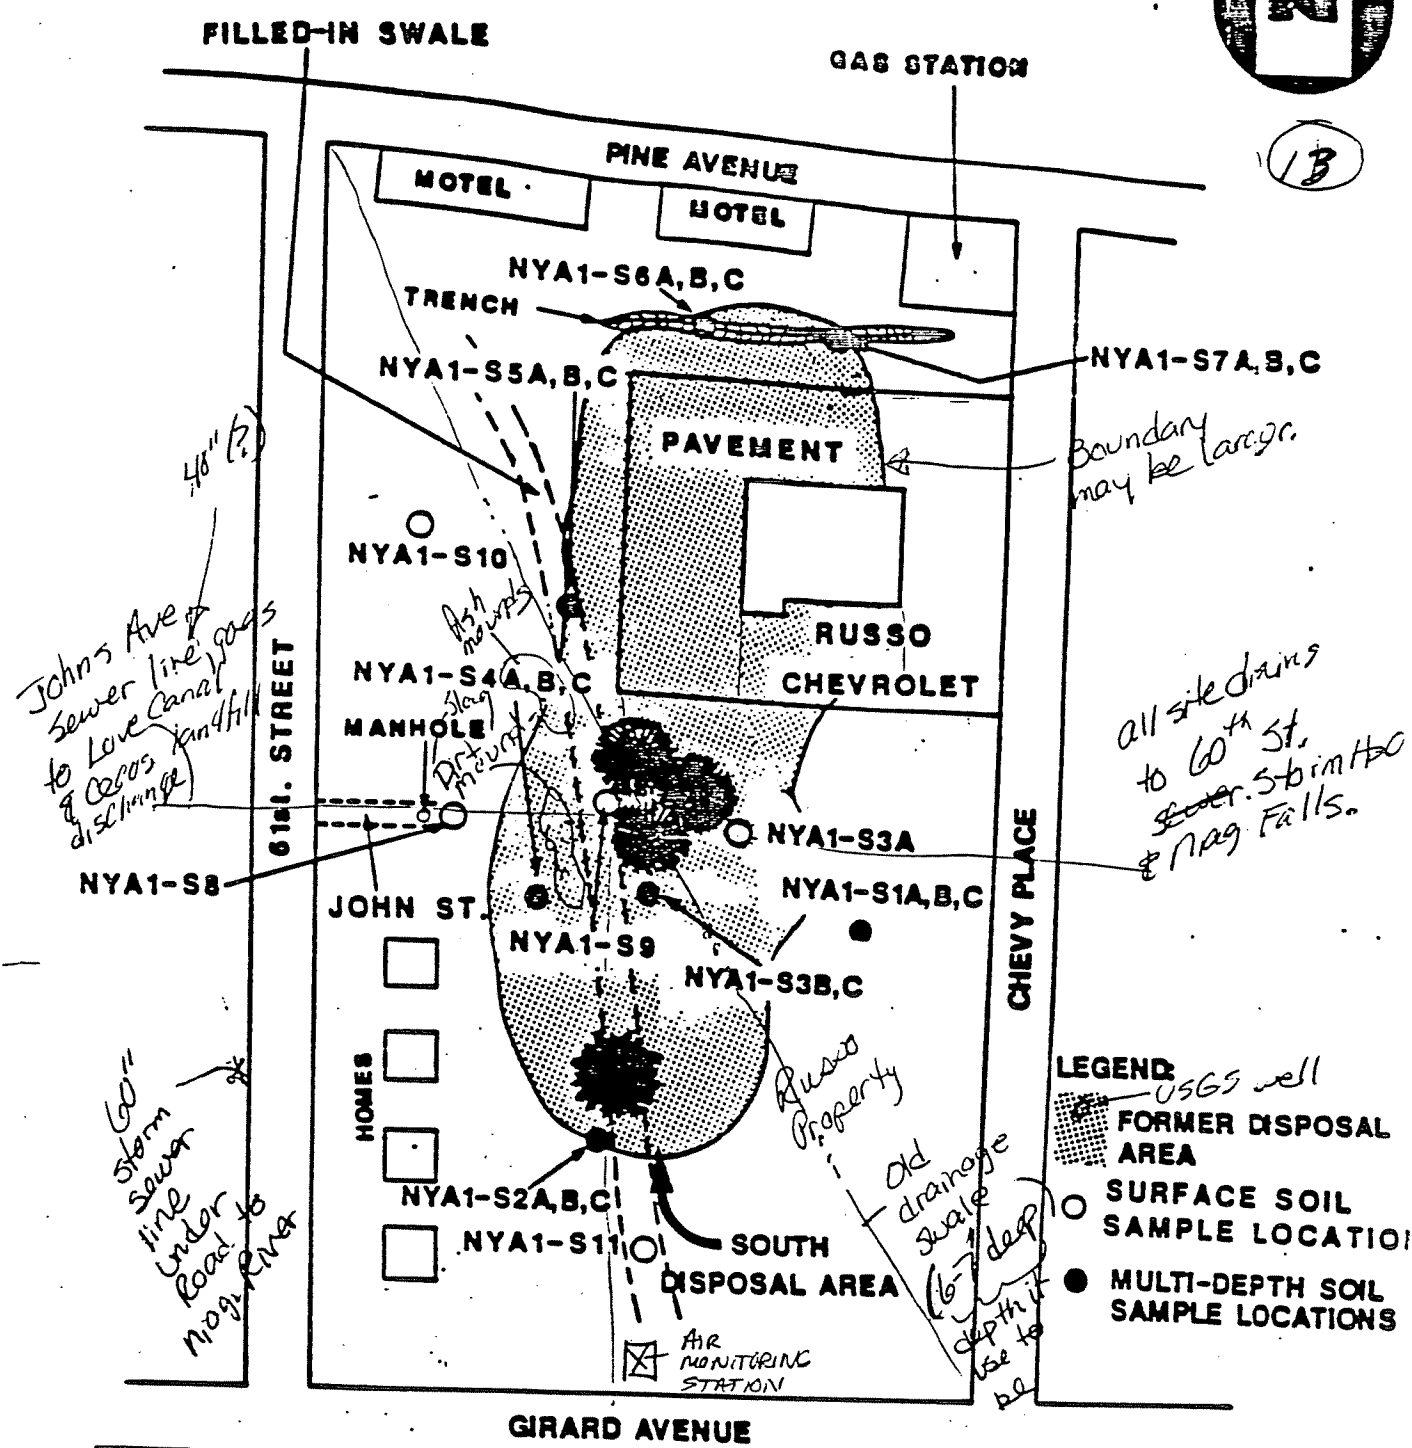 FILLED-IN SWALE
GAS STATION
N
1B
PINE AVENUE
MOTEL
MOTEL
NYA1-S6A,B,C
TRENCH
NYA1-S5A,B,C
NYA1-S7A,B,C
PAVEMENT
Boundary
may be larger.
48" (?)
NYA1-S10
Ash
mounds
RUSSO
CHEVROLET
NYA1-S4A,B,C
Slag
MANHOLE
Dirt
mounds
Johns Ave
sewer line goes
to Love Canal
& Cecos landfill
discharge
61st. STREET
all site drains
to 60th St.
sewer. Storm H2O
& Niag Falls.
NYA1-S3A
NYA1-S8
JOHN ST.
NYA1-S1A,B,C
NYA1-S9
NYA1-S3B,C
CHEVY PLACE
HOMES
60"
storm
sewer
line
under
Road to
Niag. River
Russo
Property
Old
drainage
swale
(6-7' deep)
depth it
use to
be
LEGEND:
USGS well
FORMER DISPOSAL
AREA
SURFACE SOIL
SAMPLE LOCATION
MULTI-DEPTH SOIL
SAMPLE LOCATIONS
NYA1-S2A,B,C
NYA1-S11
SOUTH
DISPOSAL AREA
AIR
MONITORING
STATION
GIRARD AVENUE